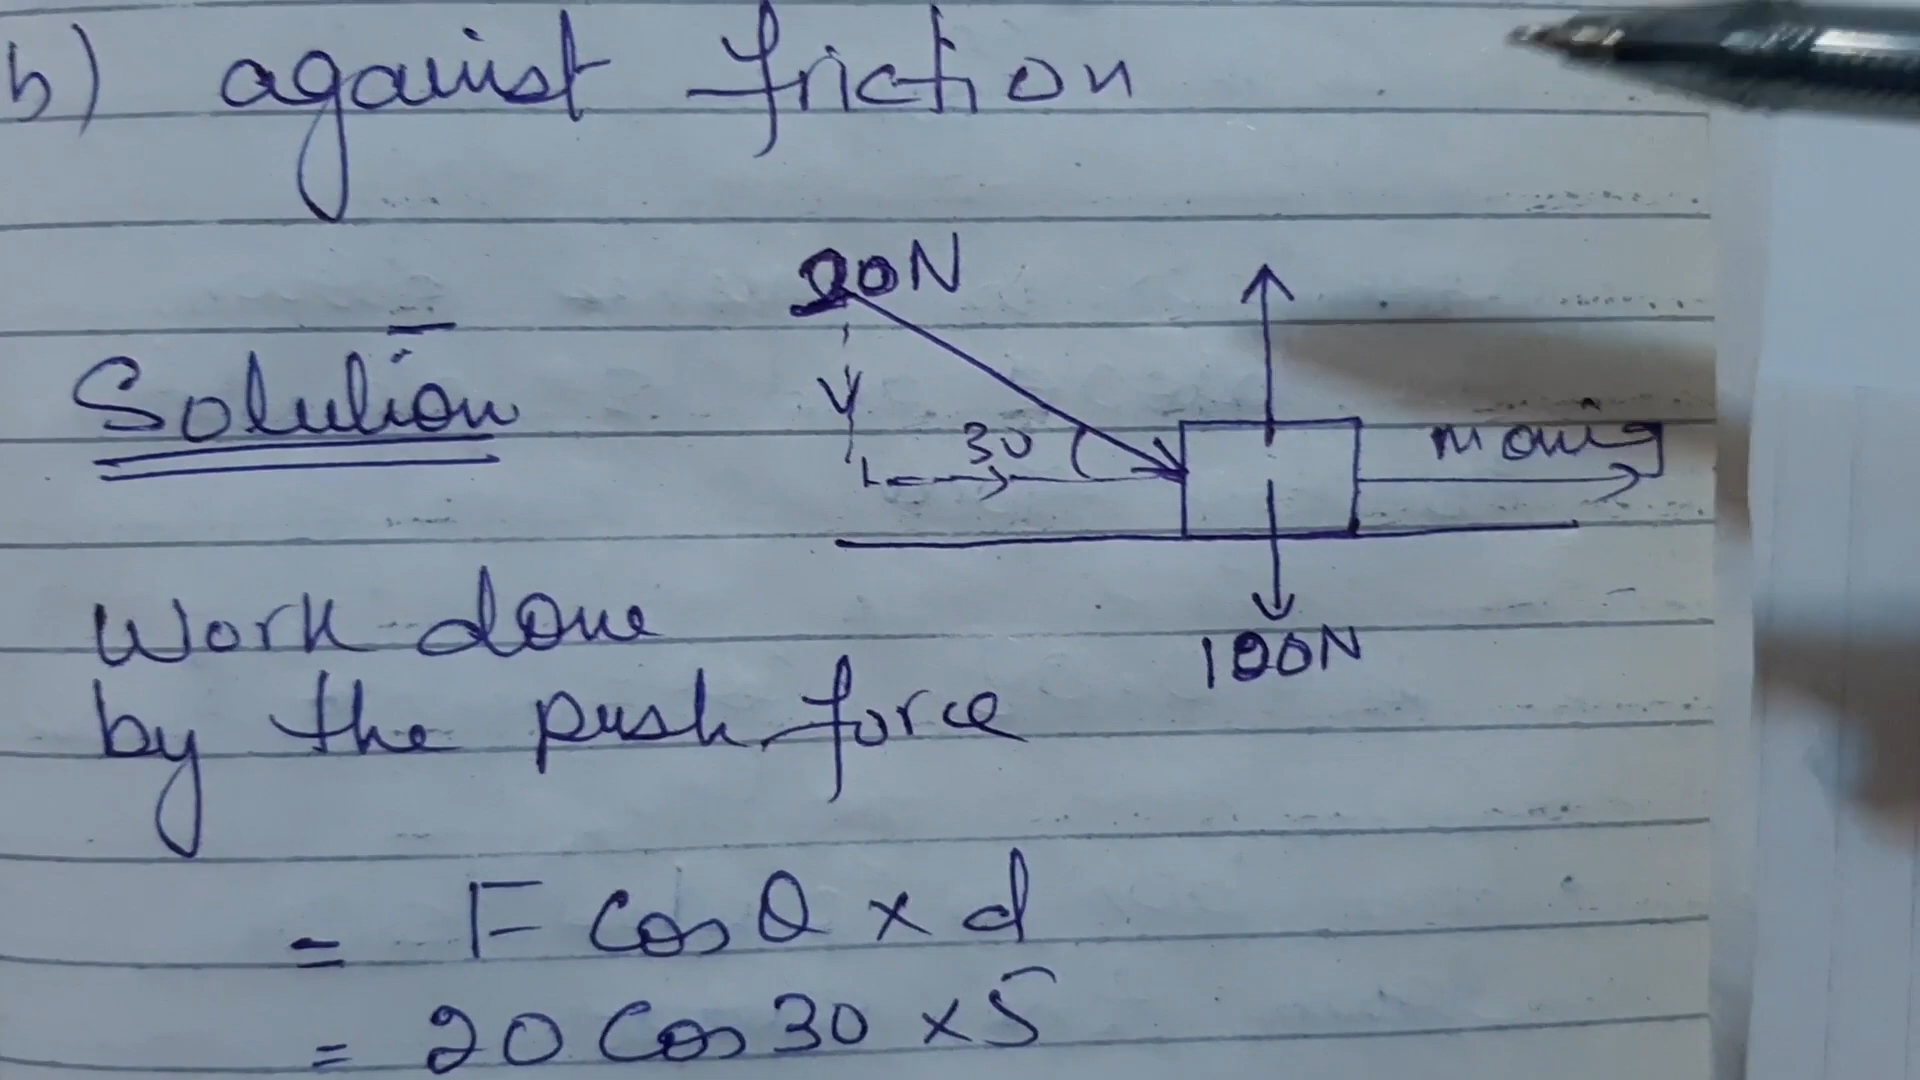 b) against friction
20N
Solution
30
moving
100N
Work done
by the push force
= F Cos θ × d
= 20 Cos 30 × 5